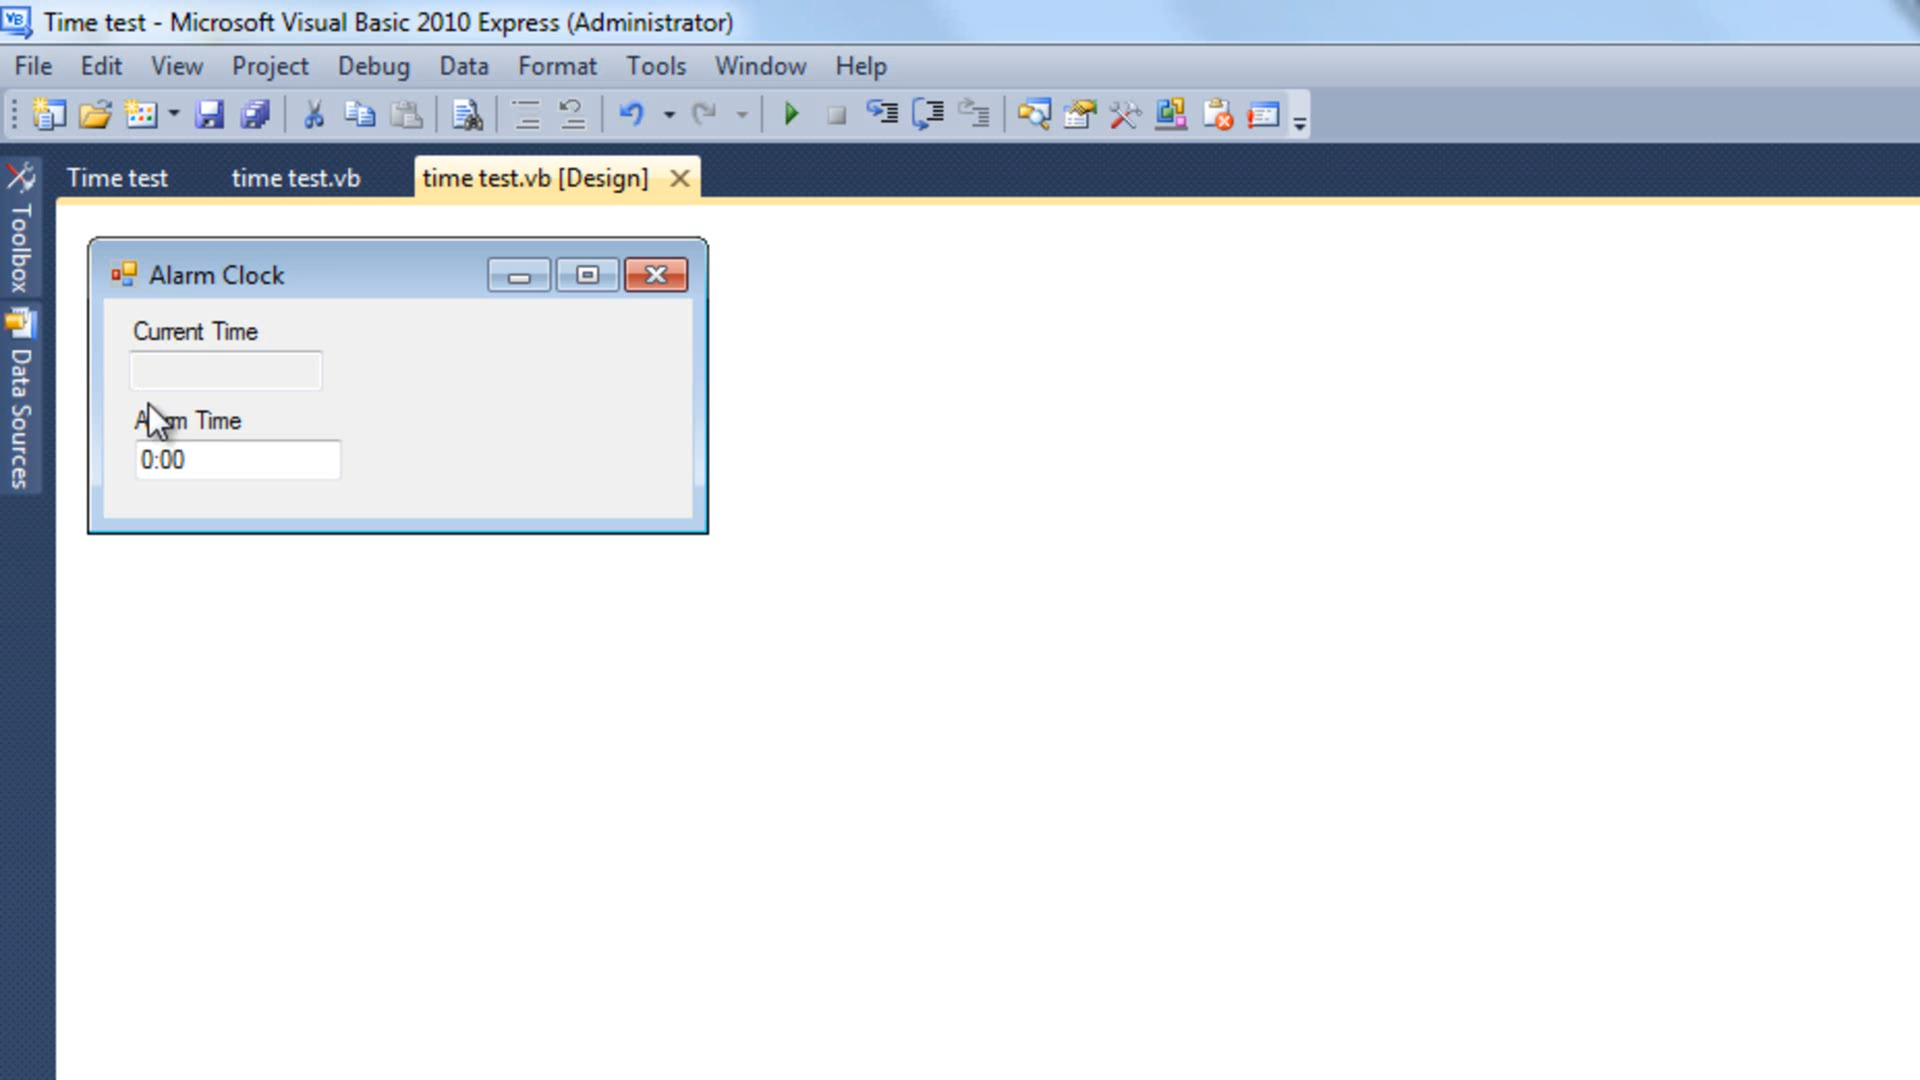 Time test - Microsoft Visual Basic 2010 Express (Administrator)
File Edit View Project Debug Data Format Tools Window Help
Time test time test.vb time test.vb [Design]
Toolbox
Data Sources
Alarm Clock
Current Time
Time
0:00